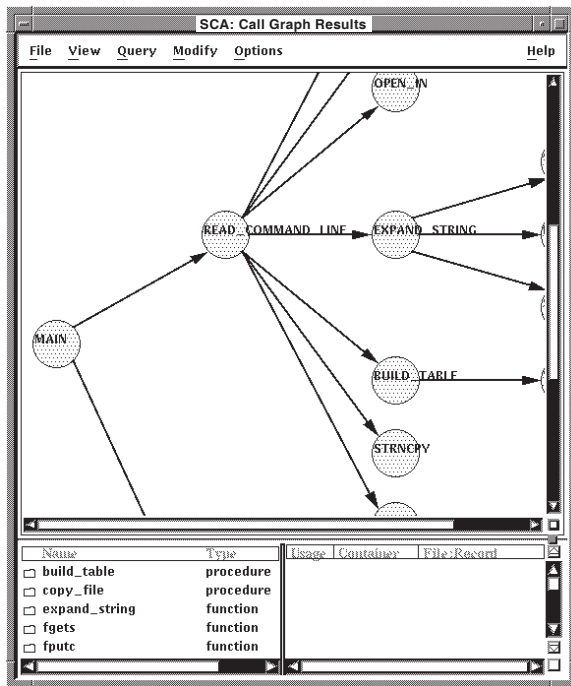 SCA: Call Graph Results
File View Query Modify Options Help
OPEN_IN
READ_COMMAND_LINE
EXPAND_STRING
MAIN
BUILD_TABLE
STRNCPY
Name Type
Usage Container File:Record
build_table procedure
copy_file procedure
expand_string function
fgets function
fputc function